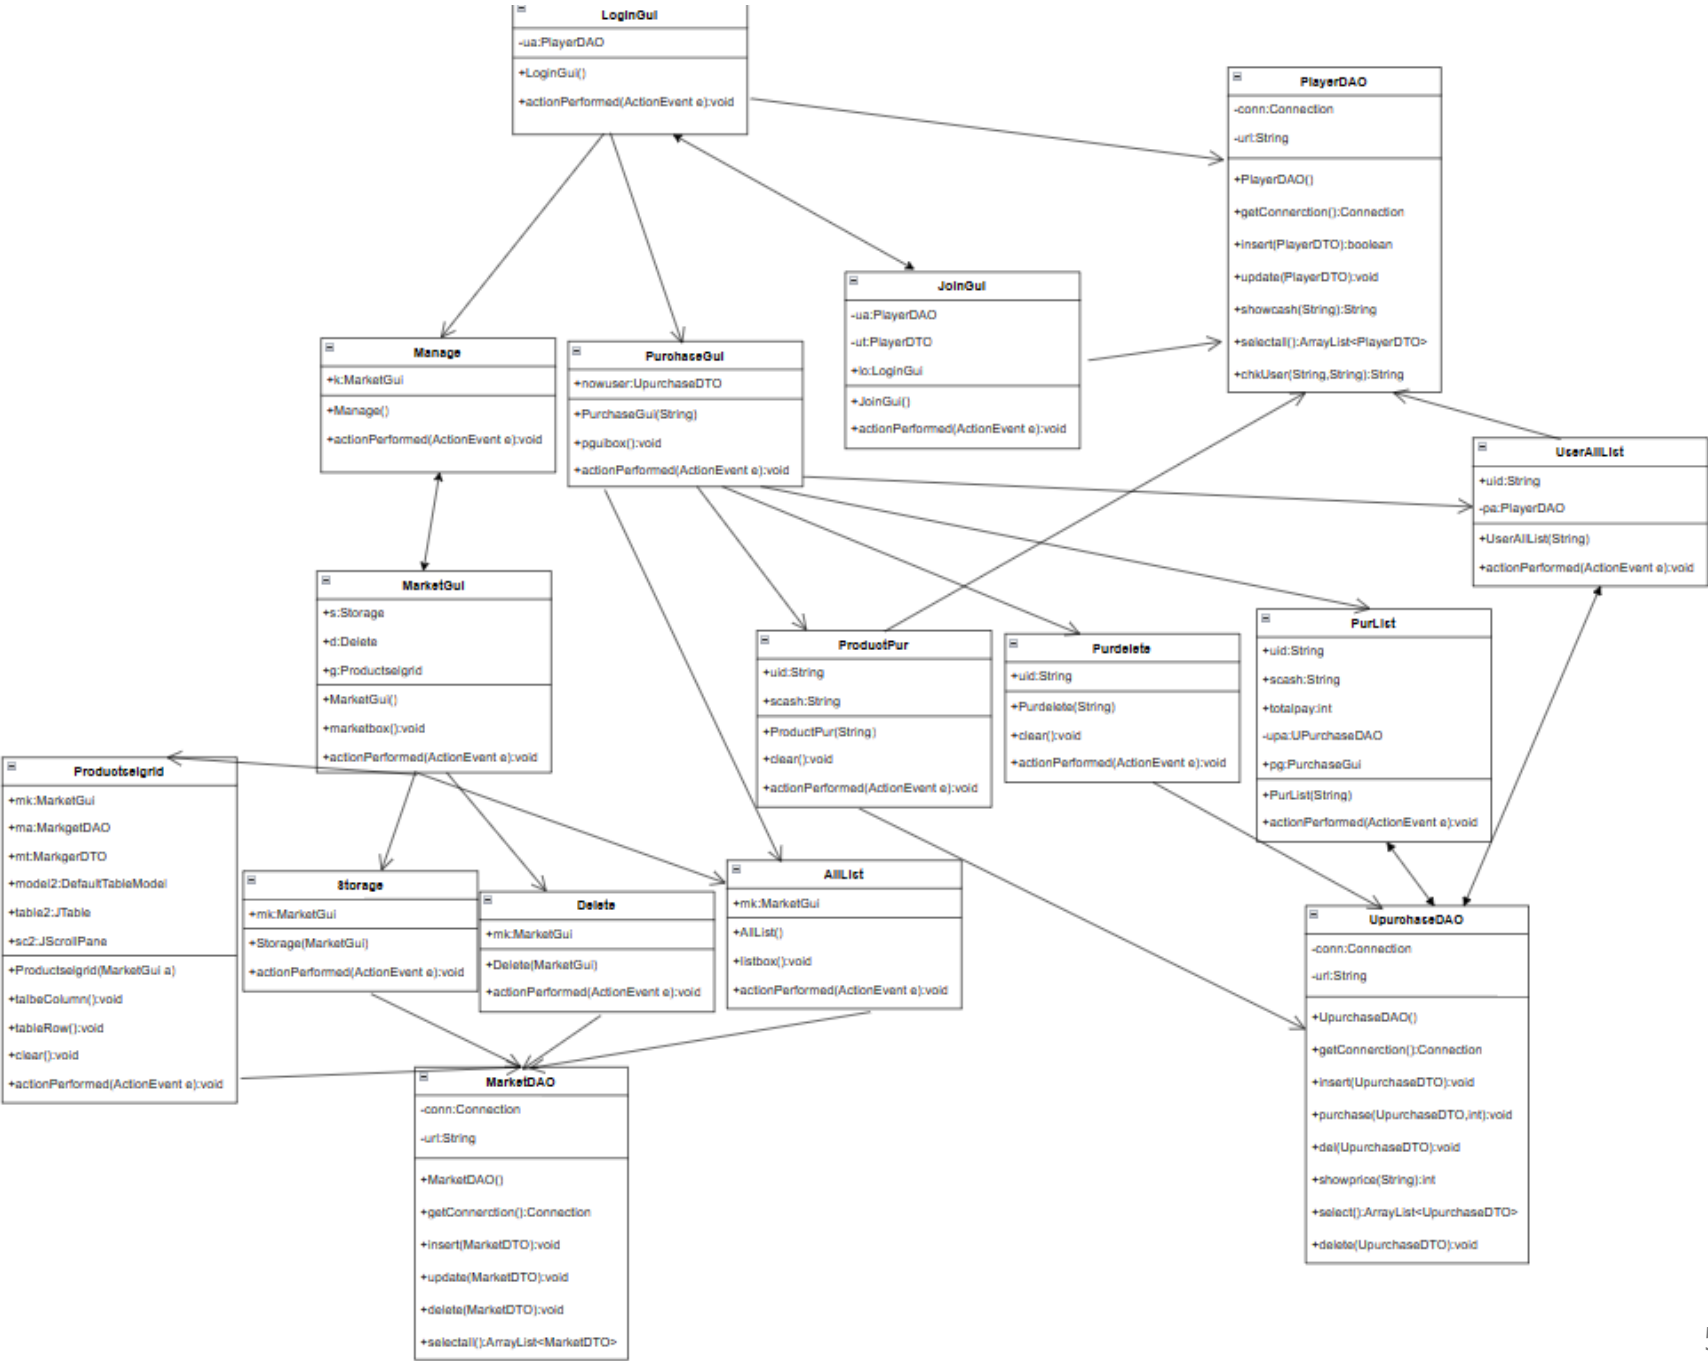 LoginGui
-ua:PlayerDAO
+LoginGui()
+actionPerformed(ActionEvent e):void
PlayerDAO
-conn:Connection
-url:String
+PlayerDAO()
+getConnerction():Connection
+insert(PlayerDTO):boolean
+update(PlayerDTO):void
+showcash(String):String
+selectall():ArrayList<PlayerDTO>
+chkUser(String,String):String
JoinGui
-ua:PlayerDAO
-ut:PlayerDTO
+lo:LoginGui
+JoinGui()
+actionPerformed(ActionEvent e):void
Manage
+k:MarketGui
+Manage()
+actionPerformed(ActionEvent e):void
PurchaseGui
+nowuser:UpurchaseDTO
+PurchaseGui(String)
+pguibox():void
+actionPerformed(ActionEvent e):void
UserAllList
+uid:String
-pa:PlayerDAO
+UserAllList(String)
+actionPerformed(ActionEvent e):void
MarketGui
+s:Storage
+d:Delete
+g:Productselgrid
+MarketGui()
+marketbox():void
+actionPerformed(ActionEvent e):void
ProductPur
+uid:String
+scash:String
+ProductPur(String)
+clear():void
+actionPerformed(ActionEvent e):void
Purdelete
+uid:String
+Purdelete(String)
+clear():void
+actionPerformed(ActionEvent e):void
PurList
+uid:String
+scash:String
+totalpay:int
-upa:UPurchaseDAO
+pg:PurchaseGui
+PurList(String)
+actionPerformed(ActionEvent e):void
Productselgrid
+mk:MarketGui
+ma:MarkgetDAO
+mt:MarkgerDTO
+model2:DefaultTableModel
+table2:JTable
+sc2:JScrollPane
+Productselgrid(MarketGui a)
+talbeColumn():void
+tableRow():void
+clear():void
+actionPerformed(ActionEvent e):void
Storage
+mk:MarketGui
+Storage(MarketGui)
+actionPerformed(ActionEvent e):void
Delete
+mk:MarketGui
+Delete(MarketGui)
+actionPerformed(ActionEvent e):void
AllList
+mk:MarketGui
+AllList()
+listbox():void
+actionPerformed(ActionEvent e):void
UpurchaseDAO
-conn:Connection
-url:String
+UpurchaseDAO()
+getConnerction():Connection
+insert(UpurchaseDTO):void
+purchase(UpurchaseDTO,int):void
+del(UpurchaseDTO):void
+showprice(String):int
+select():ArrayList<UpurchaseDTO>
+delete(UpurchaseDTO):void
MarketDAO
-conn:Connection
-url:String
+MarketDAO()
+getConnerction():Connection
+insert(MarketDTO):void
+update(MarketDTO):void
+delete(MarketDTO):void
+selectall():ArrayList<MarketDTO>